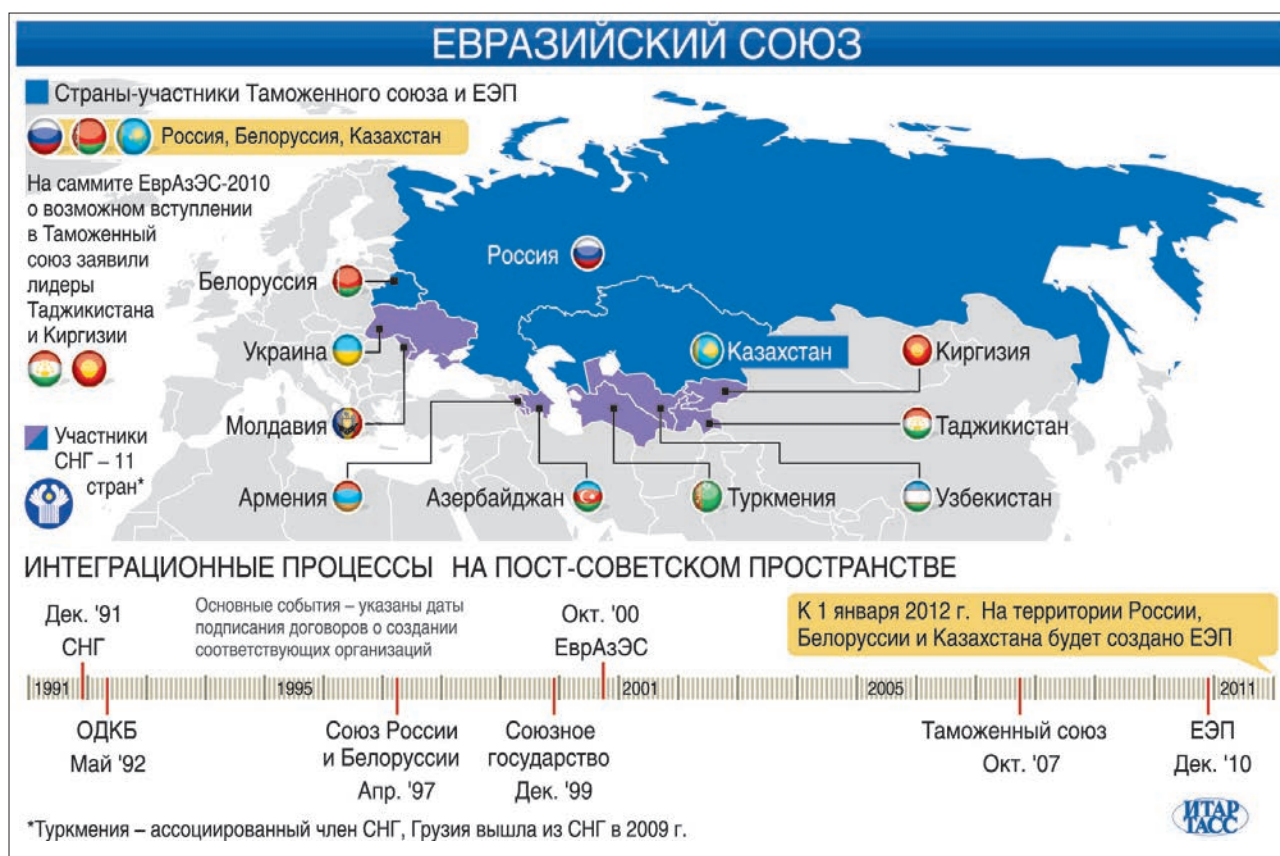 ЕВРАЗИЙСКИЙ СОЮЗ
Страны-участники Таможенного союза и ЕЭП
Россия, Белоруссия, Казахстан
На саммите ЕврАзЭС-2010
о возможном вступлении
в Таможенный
союз заявили
лидеры
Таджикистана
и Киргизии
Участники
СНГ – 11
стран*
Россия
Белоруссия
Украина
Казахстан
Киргизия
Молдавия
Таджикистан
Армения
Азербайджан
Туркмения
Узбекистан
ИНТЕГРАЦИОННЫЕ ПРОЦЕССЫ НА ПОСТ-СОВЕТСКОМ ПРОСТРАНСТВЕ
Дек. '91
СНГ
Основные события – указаны даты
подписания договоров о создании
соответствующих организаций
Окт. '00
ЕврАзЭС
К 1 января 2012 г. На территории России,
Белоруссии и Казахстана будет создано ЕЭП
1991 1995 2001 2005 2011
ОДКБ
Май '92
Союз России
и Белоруссии
Апр. '97
Союзное
государство
Дек. '99
Таможенный союз
Окт. '07
ЕЭП
Дек. '10
*Туркмения – ассоциированный член СНГ, Грузия вышла из СНГ в 2009 г.
ИТАР
ТАСС